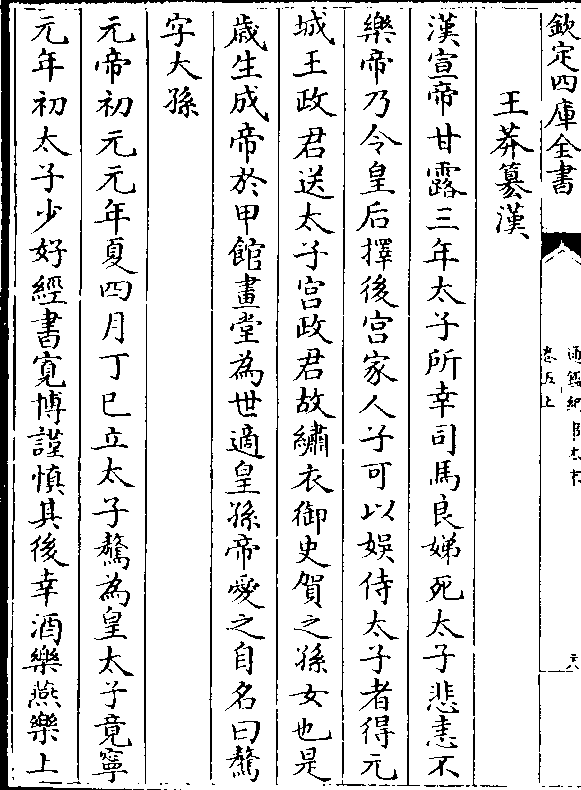 欽定四庫全書
通鑑紀事本末
卷五上
王莽篡漢
漢宣帝甘露三年太子所幸司馬良娣死太子悲恚不
樂帝乃令皇后擇後宮家人子可以娛侍太子者得元
城王政君送太子宮政君故繡衣御史賀之孫女也是
歲生成帝於甲館畫堂為世適皇孫帝愛之自名曰驁
字大孫
元帝初元元年夏四月丁巳立太子驁為皇太子竟寧
元年初太子少好經書寛博謹慎其後幸酒樂燕樂上